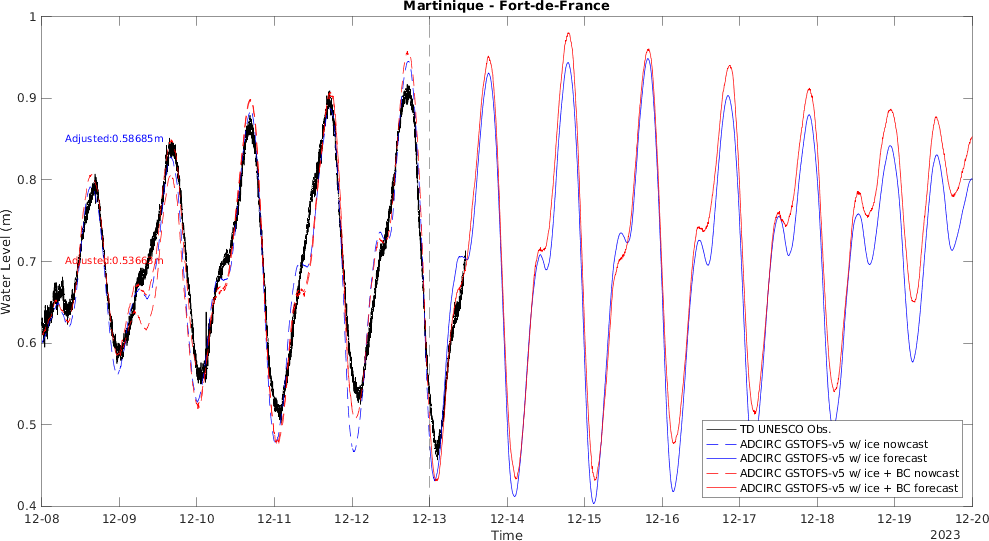 Martinique - Fort-de-France
1
0.9
0.8
0.7
0.6
0.5
0.4
Water Level (m)
Adjusted:0.58685m
Adjusted:0.53663m
TD UNESCO Obs.
ADCIRC GSTOFS-v5 w/ ice nowcast
ADCIRC GSTOFS-v5 w/ ice forecast
ADCIRC GSTOFS-v5 w/ ice + BC nowcast
ADCIRC GSTOFS-v5 w/ ice + BC forecast
12-08 12-09 12-10 12-11 12-12 12-13 12-14 12-15 12-16 12-17 12-18 12-19 12-20
Time
2023